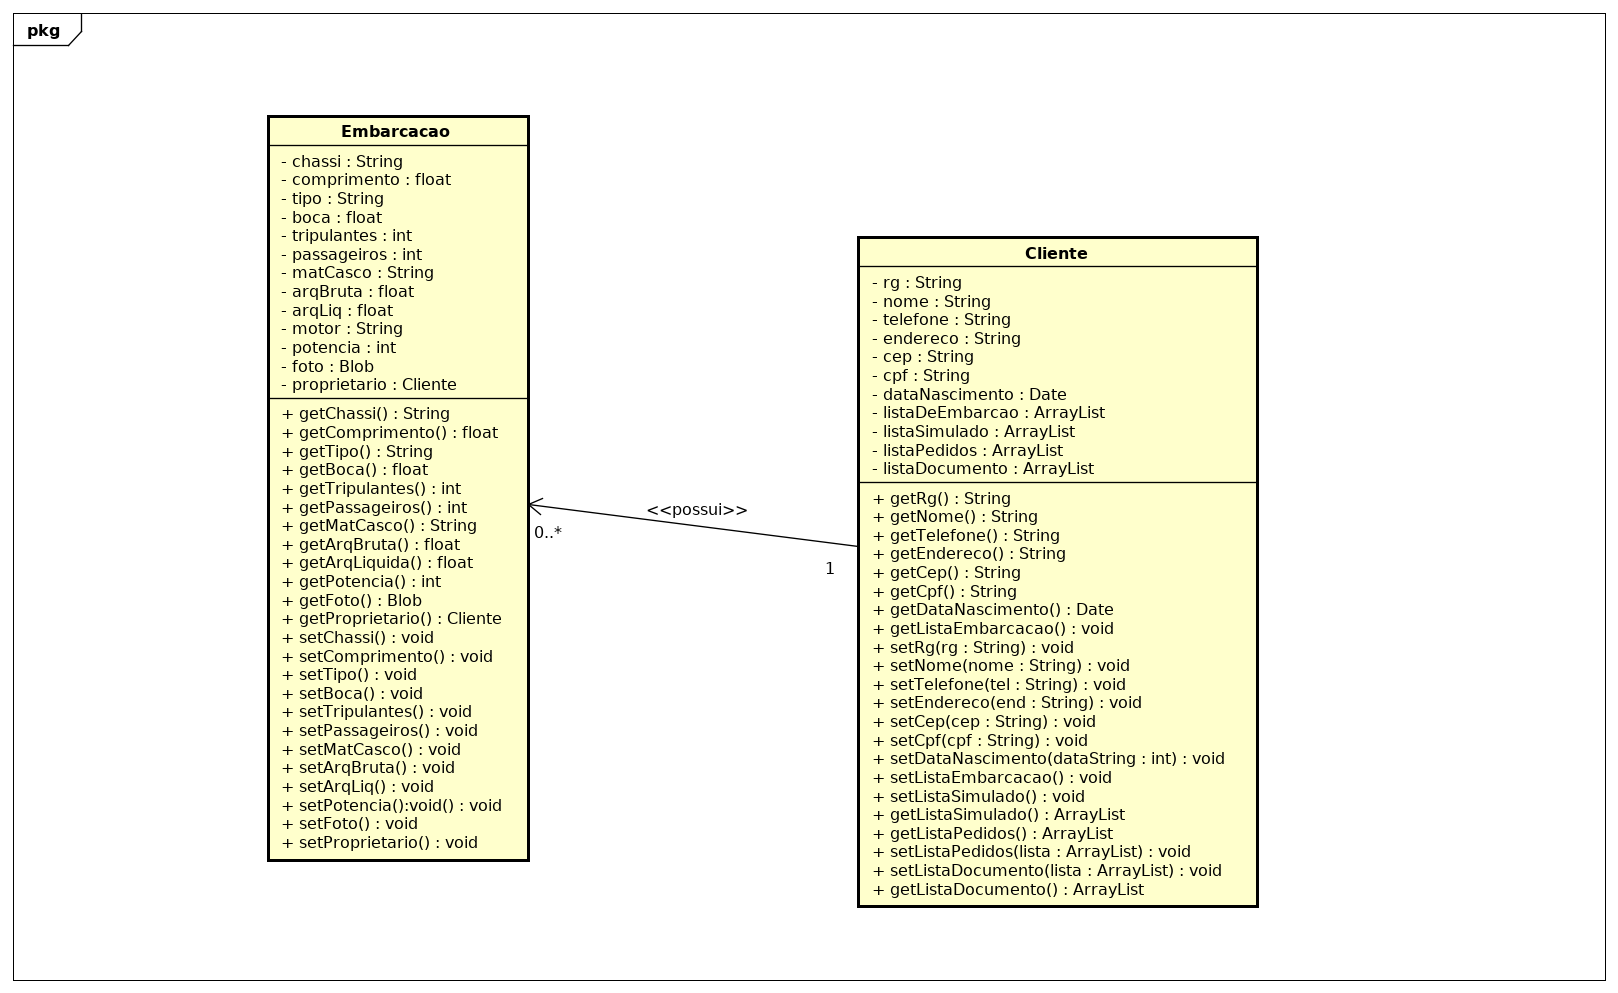 pkg
Embarcacao
- chassi : String
- comprimento : float
- tipo : String
- boca : float
- tripulantes : int
- passageiros : int
- matCasco : String
- arqBruta : float
- arqLiq : float
- motor : String
- potencia : int
- foto : Blob
- proprietario : Cliente
+ getChassi() : String
+ getComprimento() : float
+ getTipo() : String
+ getBoca() : float
+ getTripulantes() : int
+ getPassageiros() : int
+ getMatCasco() : String
+ getArqBruta() : float
+ getArqLiquida() : float
+ getPotencia() : int
+ getFoto() : Blob
+ getProprietario() : Cliente
+ setChassi() : void
+ setComprimento() : void
+ setTipo() : void
+ setBoca() : void
+ setTripulantes() : void
+ setPassageiros() : void
+ setMatCasco() : void
+ setArqBruta() : void
+ setArqLiq() : void
+ setPotencia():void() : void
+ setFoto() : void
+ setProprietario() : void
<<possui>>
0..*
1
Cliente
- rg : String
- nome : String
- telefone : String
- endereco : String
- cep : String
- cpf : String
- dataNascimento : Date
- listaDeEmbarcao : ArrayList
- listaSimulado : ArrayList
- listaPedidos : ArrayList
- listaDocumento : ArrayList
+ getRg() : String
+ getNome() : String
+ getTelefone() : String
+ getEndereco() : String
+ getCep() : String
+ getCpf() : String
+ getDataNascimento() : Date
+ getListaEmbarcacao() : void
+ setRg(rg : String) : void
+ setNome(nome : String) : void
+ setTelefone(tel : String) : void
+ setEndereco(end : String) : void
+ setCep(cep : String) : void
+ setCpf(cpf : String) : void
+ setDataNascimento(dataString : int) : void
+ setListaEmbarcacao() : void
+ setListaSimulado() : void
+ getListaSimulado() : ArrayList
+ getListaPedidos() : ArrayList
+ setListaPedidos(lista : ArrayList) : void
+ setListaDocumento(lista : ArrayList) : void
+ getListaDocumento() : ArrayList